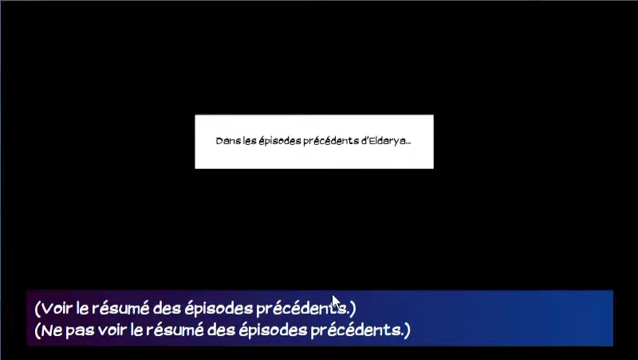 Dans les épisodes précédents d'Eldarya...
(Voir le résumé des épisodes précédents.)
(Ne pas voir le résumé des épisodes précédents.)